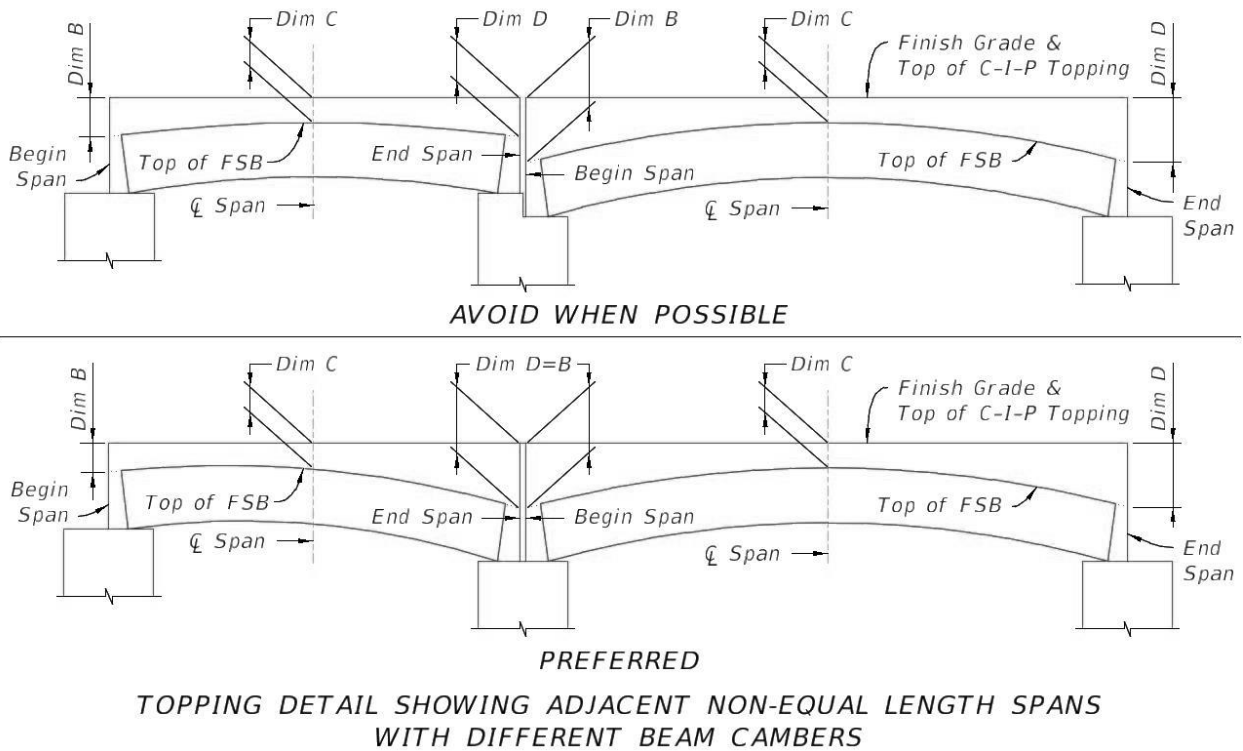 Dim B
Dim C
Dim D
Dim B
Dim C
Finish Grade &
Top of C-I-P Topping
Dim D
Begin
Span
Top of FSB
End Span
Begin Span
Top of FSB
℄ Span
℄ Span
End
Span
AVOID WHEN POSSIBLE
Dim B
Dim C
Dim D=B
Dim C
Finish Grade &
Top of C-I-P Topping
Dim D
Begin
Span
Top of FSB
End Span
Begin Span
Top of FSB
℄ Span
℄ Span
End
Span
PREFERRED
TOPPING DETAIL SHOWING ADJACENT NON-EQUAL LENGTH SPANS
WITH DIFFERENT BEAM CAMBERS